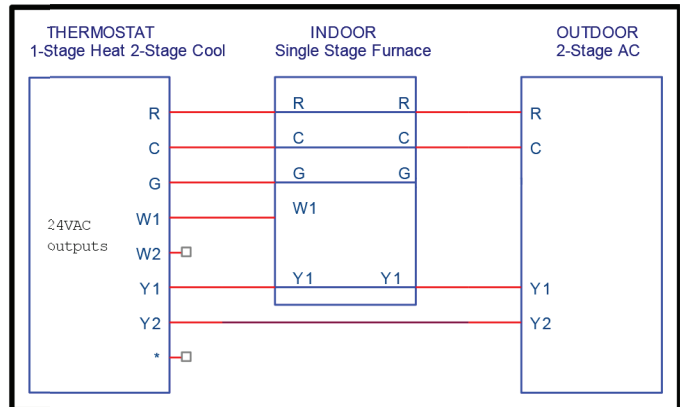 THERMOSTAT
1-Stage Heat 2-Stage Cool
INDOOR
Single Stage Furnace
OUTDOOR
2-Stage AC
24VAC
outputs
R
C
G
W1
W2
Y1
Y2
*
R R
C C
G G
W1
Y1 Y1
R
C
Y1
Y2